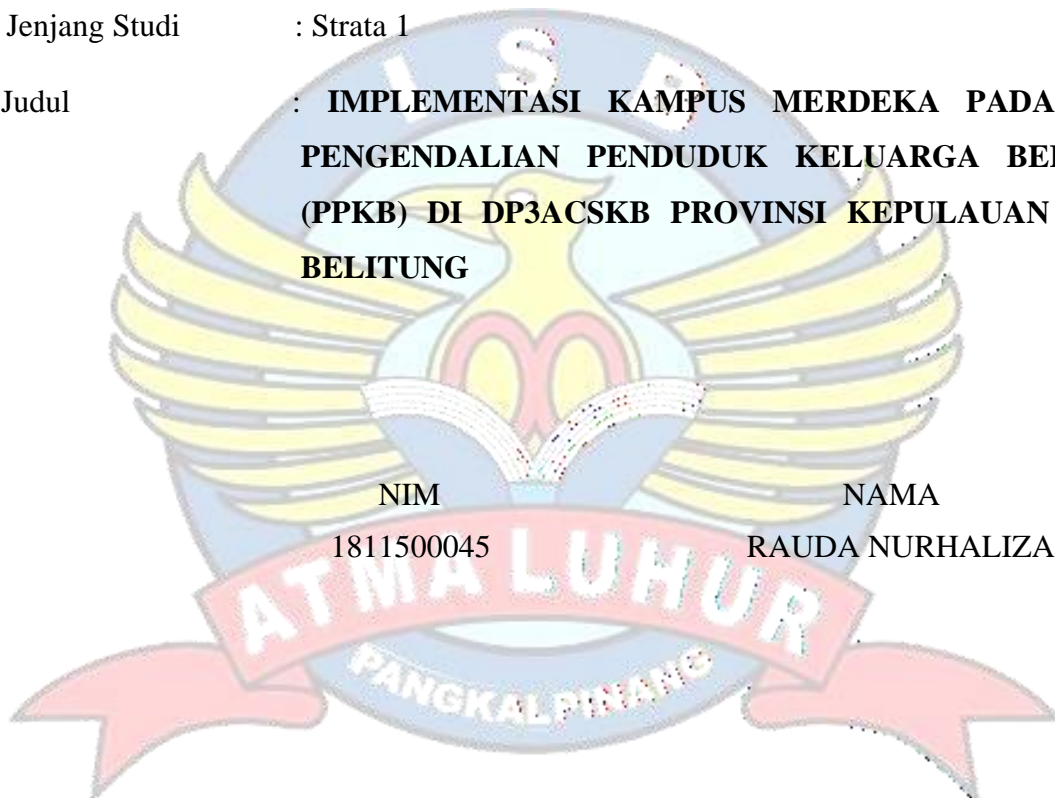 Jenjang Studi : Strata 1
Judul : IMPLEMENTASI KAMPUS MERDEKA PADA
PENGENDALIAN PENDUDUK KELUARGA
(PPKB) DI DP3ACSKB PROVINSI KEPULAUAN
BELITUNG
NIM NAMA
1811500045 RAUDA NURHALIZA
ISB
ATMA LUHUR
PANGKALPINANG